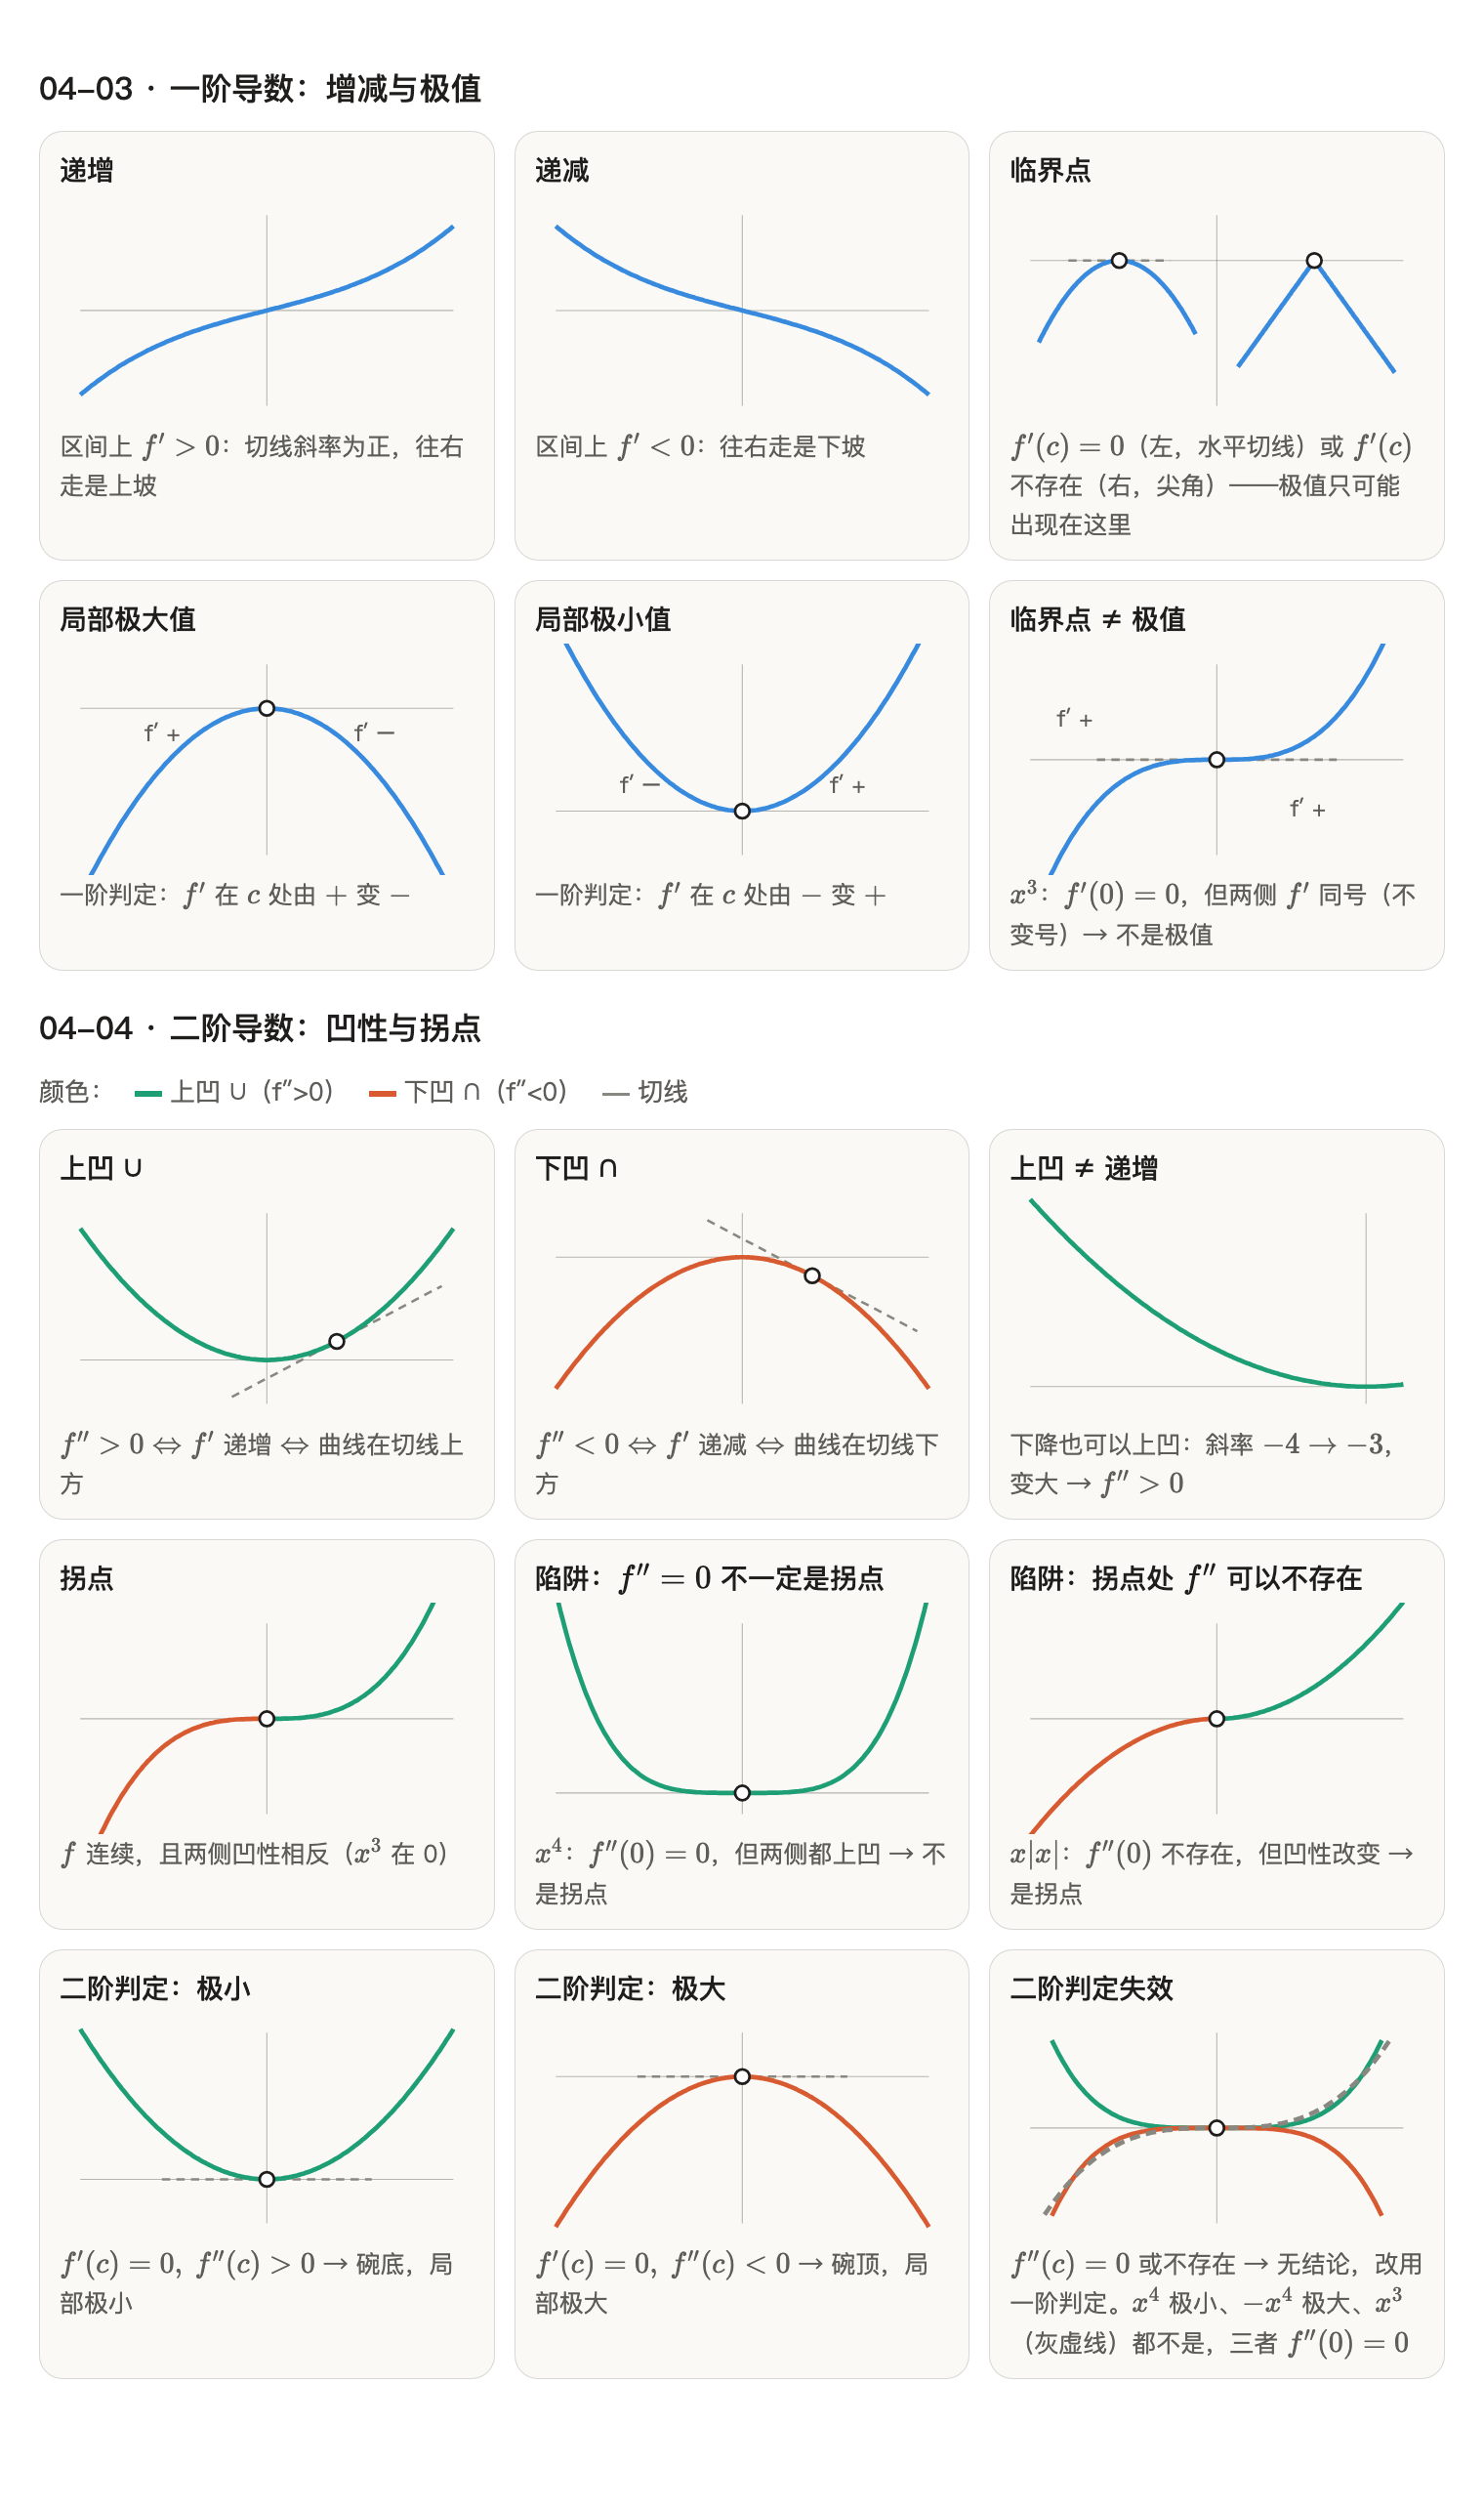 04–03 · 一阶导数：增减与极值
递增
区间上 f′ > 0：切线斜率为正，往右
走是上坡
递减
区间上 f′ < 0：往右走是下坡
临界点
f′(c) = 0（左，水平切线）或 f′(c)
不存在（右，尖角）——极值只可能
出现在这里
局部极大值
f′ +
f′ −
一阶判定：f′ 在 c 处由 + 变 −
局部极小值
f′ −
f′ +
一阶判定：f′ 在 c 处由 − 变 +
临界点 ≠ 极值
f′ +
f′ +
x³：f′(0) = 0，但两侧 f′ 同号（不
变号）→ 不是极值
04–04 · 二阶导数：凹性与拐点
颜色： 上凹 ∪（f″>0） 下凹 ∩（f″<0） 切线
上凹 ∪
f″ > 0 ⇔ f′ 递增 ⇔ 曲线在切线上
方
下凹 ∩
f″ < 0 ⇔ f′ 递减 ⇔ 曲线在切线下
方
上凹 ≠ 递增
下降也可以上凹：斜率 −4 → −3，
变大 → f″ > 0
拐点
f 连续，且两侧凹性相反（x³ 在 0）
陷阱：f″ = 0 不一定是拐点
x⁴：f″(0) = 0，但两侧都上凹 → 不
是拐点
陷阱：拐点处 f″ 可以不存在
x|x|：f″(0) 不存在，但凹性改变 →
是拐点
二阶判定：极小
f′(c) = 0, f″(c) > 0 → 碗底，局
部极小
二阶判定：极大
f′(c) = 0, f″(c) < 0 → 碗顶，局
部极大
二阶判定失效
f″(c) = 0 或不存在 → 无结论，改用
一阶判定。x⁴ 极小、−x⁴ 极大、x³
（灰虚线）都不是，三者 f″(0) = 0